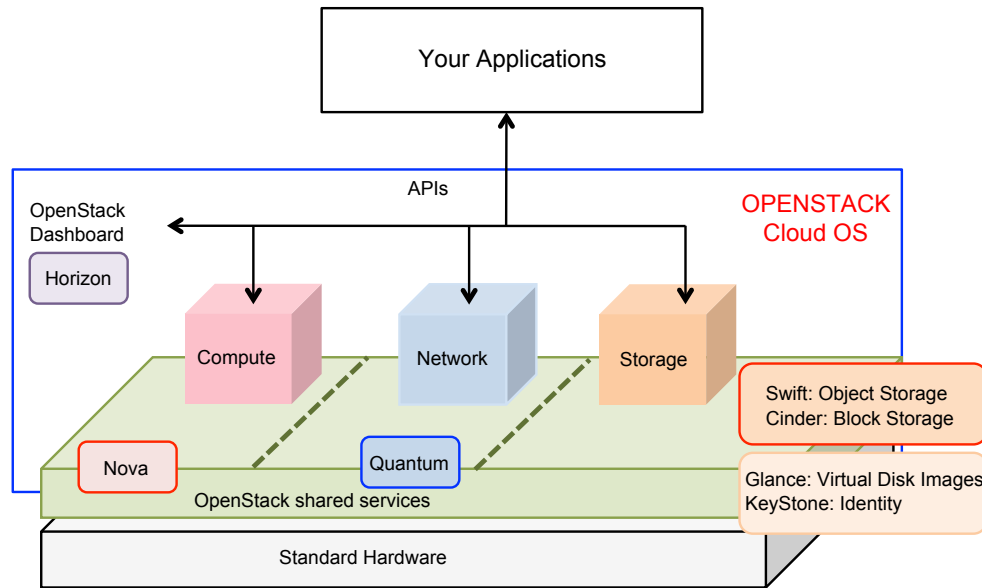 Your Applications
APIs
OPENSTACK
Cloud OS
OpenStack
Dashboard
Horizon
Compute
Network
Storage
Swift: Object Storage
Cinder: Block Storage
Nova
Quantum
Glance: Virtual Disk Images
KeyStone: Identity
OpenStack shared services
Standard Hardware